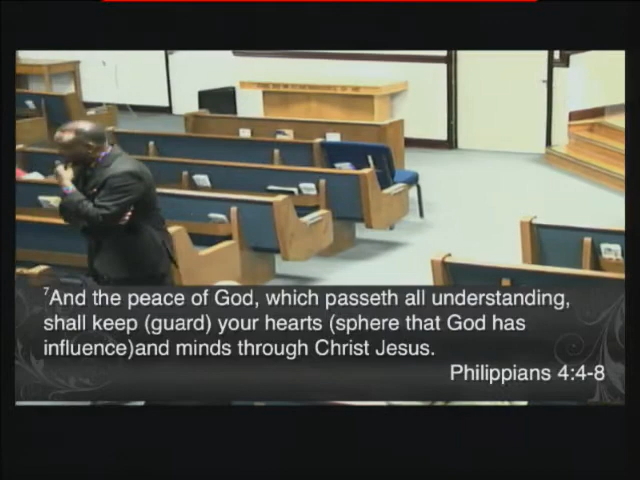 ⁷And the peace of God, which passeth all understanding,
shall keep (guard) your hearts (sphere that God has
influence)and minds through Christ Jesus.
Philippians 4:4-8